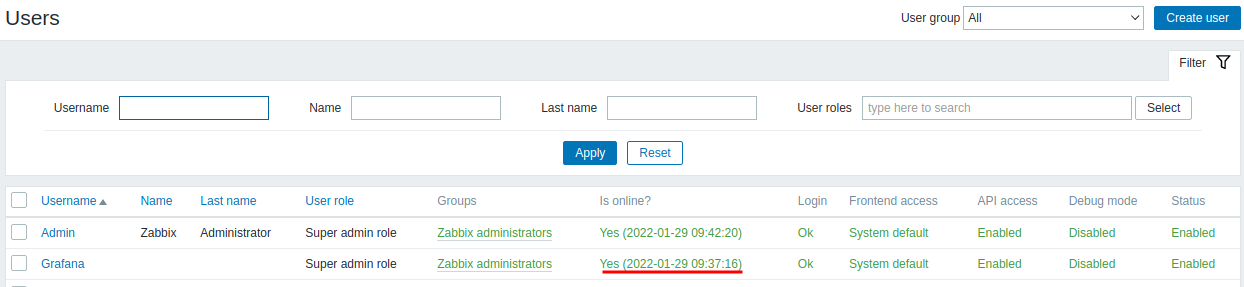 Users
User group All Create user
Filter
Username Name Last name User roles type here to search Select
Apply Reset
Username Name Last name User role Groups Is online? Login Frontend access API access Debug mode Status
Admin Zabbix Administrator Super admin role Zabbix administrators Yes (2022-01-29 09:42:20) Ok System default Enabled Disabled Enabled
Grafana Super admin role Zabbix administrators Yes (2022-01-29 09:37:16) Ok System default Enabled Disabled Enabled